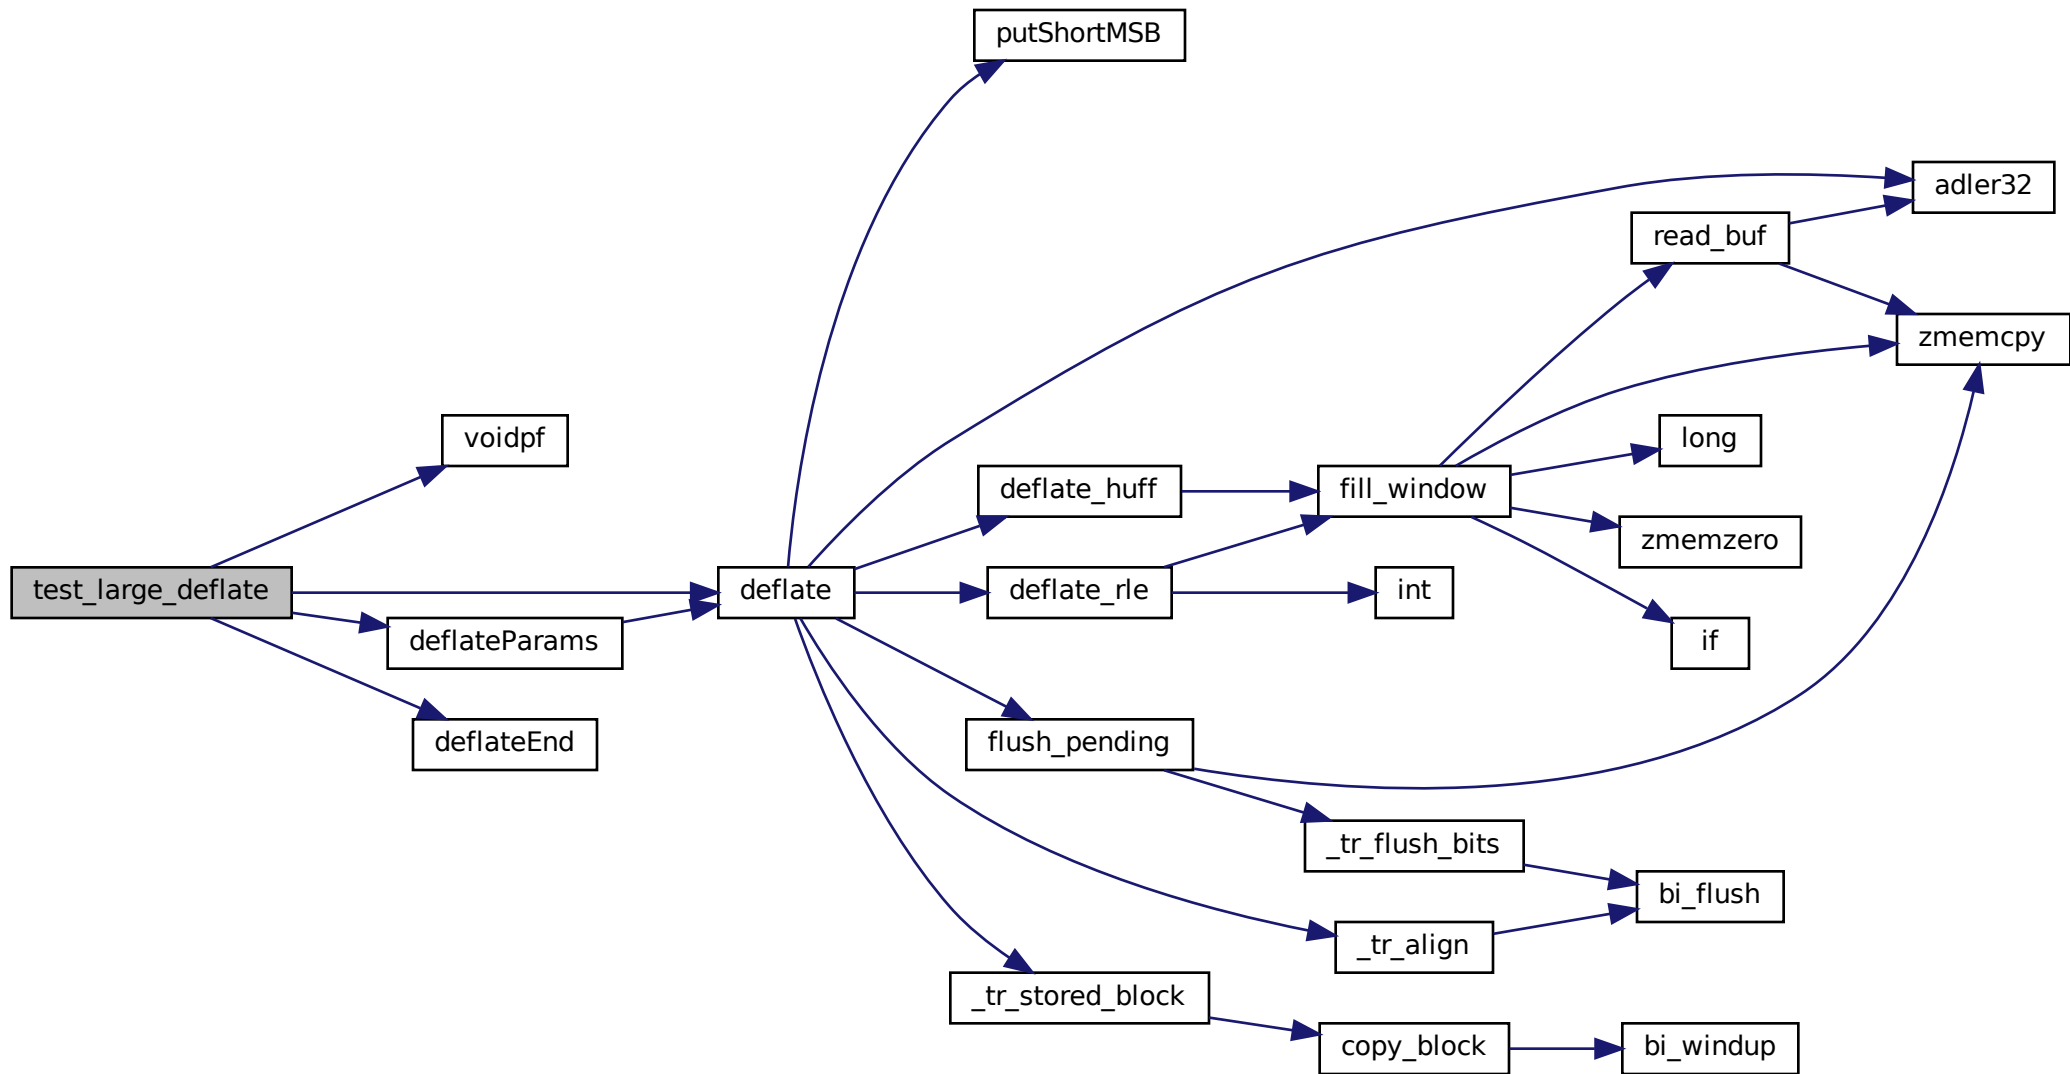 putShortMSB
adler32
read_buf
zmemcpy
voidpf
long
deflate_huff
fill_window
zmemzero
test_large_deflate
deflate
deflate_rle
int
deflateParams
if
deflateEnd
flush_pending
_tr_flush_bits
bi_flush
_tr_align
_tr_stored_block
copy_block
bi_windup